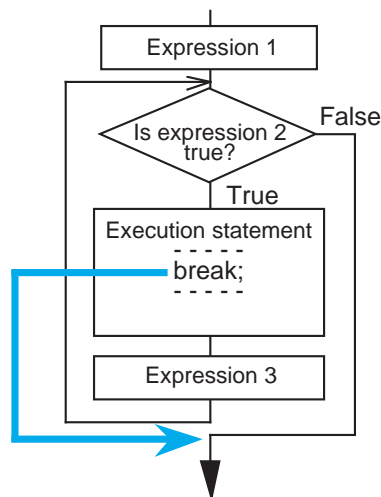 Expression 1
Is expression 2
true?
False
True
Execution statement
- - - - -
break;
- - - - -
Expression 3